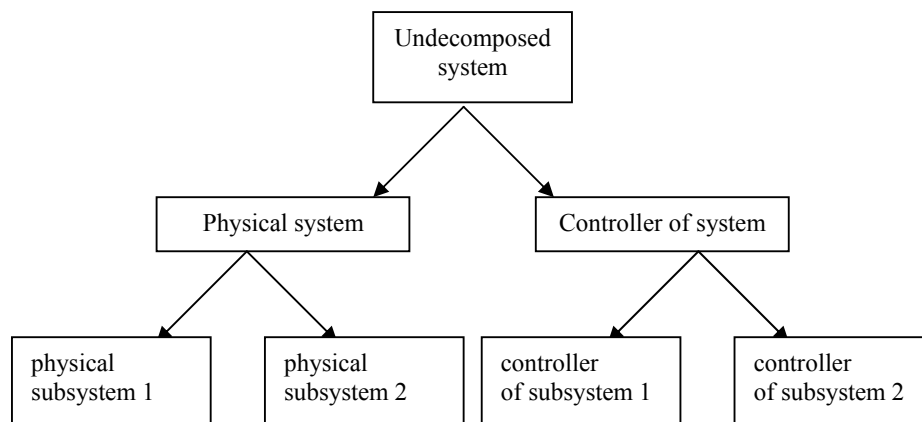 Undecomposed
system
Physical system
Controller of system
physical
subsystem 1
physical
subsystem 2
controller
of subsystem 1
controller
of subsystem 2